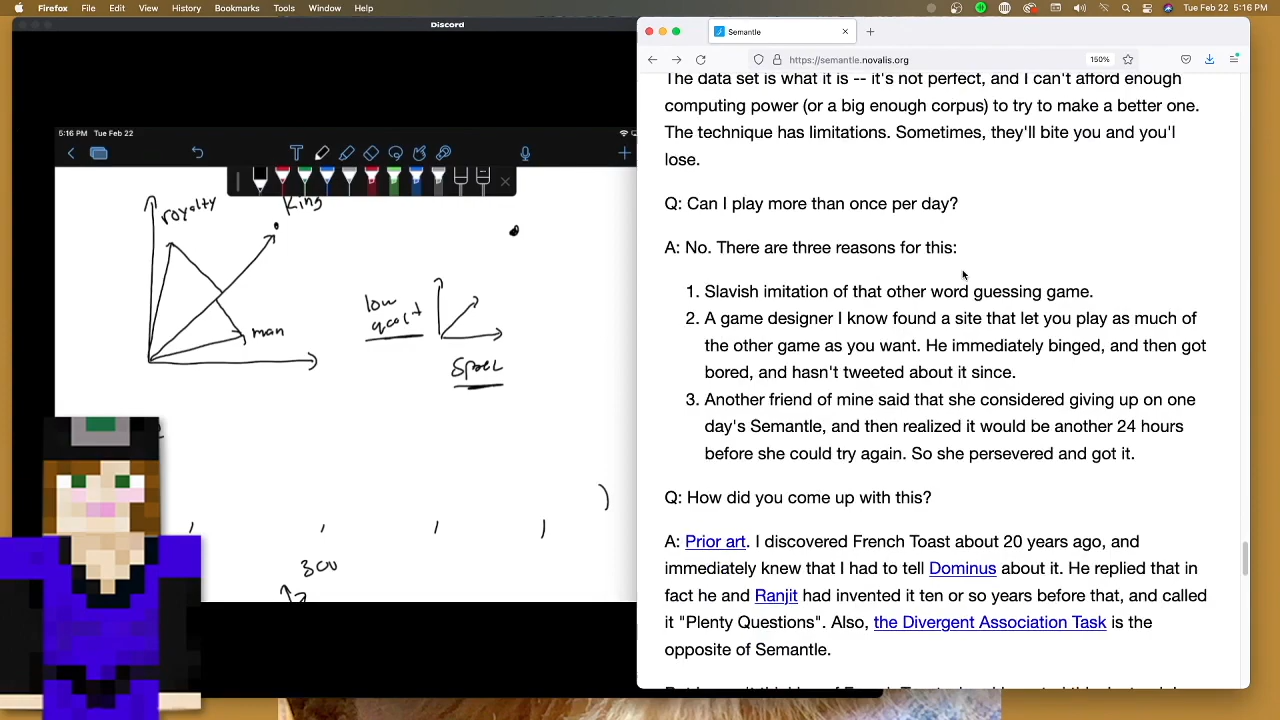 Firefox File Edit View History Bookmarks Tools Window Help
Tue Feb 22 5:16 PM
Discord
Semantle
https://semantle.novalis.org
150%
5:16 PM Tue Feb 22
The data set is what it is -- it's not perfect, and I can't afford enough
computing power (or a big enough corpus) to try to make a better one.
The technique has limitations. Sometimes, they'll bite you and you'l
lose.
Q: Can I play more than once per day?
A: No. There are three reasons for this:
1. Slavish imitation of that other word guessing game.
2. A game designer I know found a site that let you play as much of
the other game as you want. He immediately binged, and then got
bored, and hasn't tweeted about it since.
3. Another friend of mine said that she considered giving up on one
day's Semantle, and then realized it would be another 24 hours
before she could try again. So she persevered and got it.
Q: How did you come up with this?
A: Prior art. I discovered French Toast about 20 years ago, and
immediately knew that I had to tell Dominus about it. He replied that in
fact he and Ranjit had invented it ten or so years before that, and called
it "Plenty Questions". Also, the Divergent Association Task is the
opposite of Semantle.
royalty
King
man
low
300